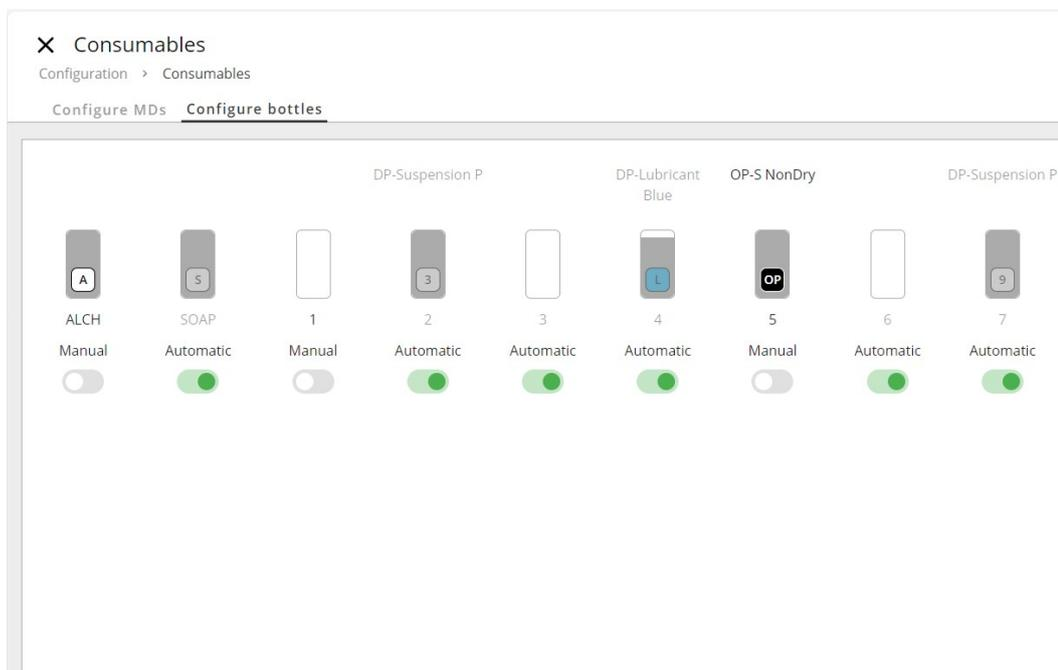 Consumables
Configuration > Consumables
Configure MDs Configure bottles
DP-Suspension P DP-Lubricant Blue OP-S NonDry DP-Suspension P
A S 3 L OP 9
ALCH SOAP 1 2 3 4 5 6 7
Manual Automatic Manual Automatic Automatic Automatic Manual Automatic Automatic